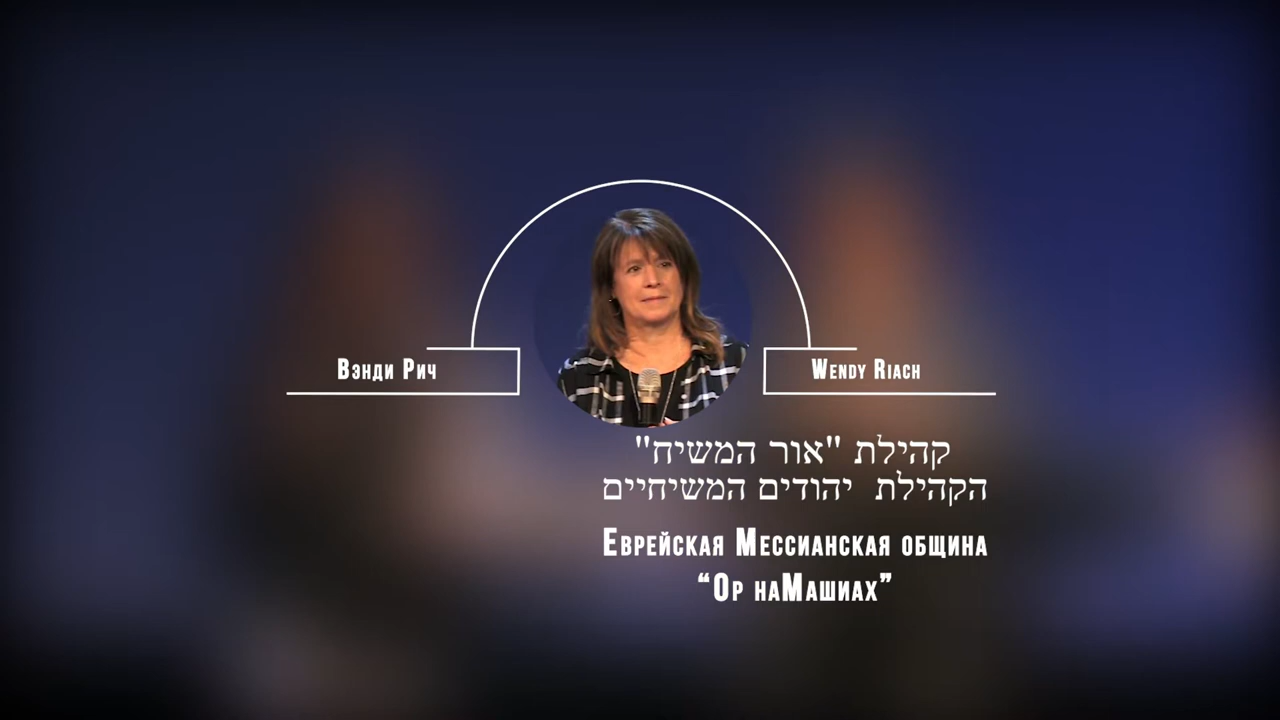 Вэнди Рич
Wendy Riach
קהילת "אור המשיח"
הקהילת יהודים המשיחיים
Еврейская Мессианская община
“Ор наМашиах”